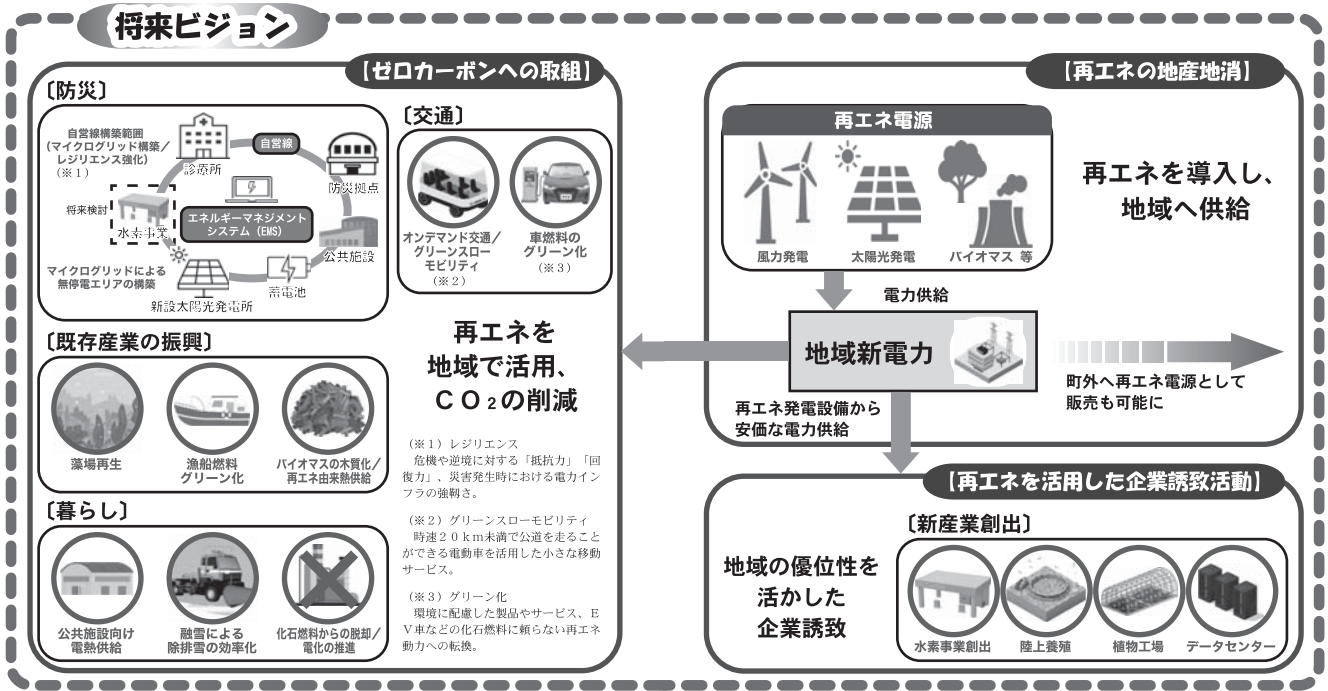 将来ビジョン
【ゼロカーボンへの取組】
〔防災〕
自営線構築範囲
(マイクログリッド構築/
レジリエンス強化)
(※1)
診療所
自営線
防災拠点
将来検討
水素事業
エネルギーマネジメント
システム(EMS)
公共施設
マイクログリッドによる
無停電エリアの構築
新設太陽光発電所
蓄電池
〔交通〕
オンデマンド交通/
グリーンスロー
モビリティ
(※2)
車燃料の
グリーン化
(※3)
〔既存産業の振興〕
藻場再生
漁船燃料
グリーン化
バイオマスの木質化/
再エネ由来熱供給
〔暮らし〕
公共施設向け
電熱供給
融雪による
除排雪の効率化
化石燃料からの脱却/
電化の推進
再エネを
地域で活用、
CO₂の削減
(※1)レジリエンス
危機や逆境に対する「抵抗力」「回
復力」、災害発生時における電力イン
フラの強靱さ。
(※2)グリーンスローモビリティ
時速20km未満で公道を走ること
ができる電動車を活用した小さな移動
サービス。
(※3)グリーン化
環境に配慮した製品やサービス、E
V車などの化石燃料に頼らない再エネ
動力への転換。
【再エネの地産地消】
再エネ電源
風力発電
太陽光発電
バイオマス 等
再エネを導入し、
地域へ供給
電力供給
地域新電力
町外へ再エネ電源として
販売も可能に
再エネ発電設備から
安価な電力供給
【再エネを活用した企業誘致活動】
〔新産業創出〕
地域の優位性を
活かした
企業誘致
水素事業創出
陸上養殖
植物工場
データセンター